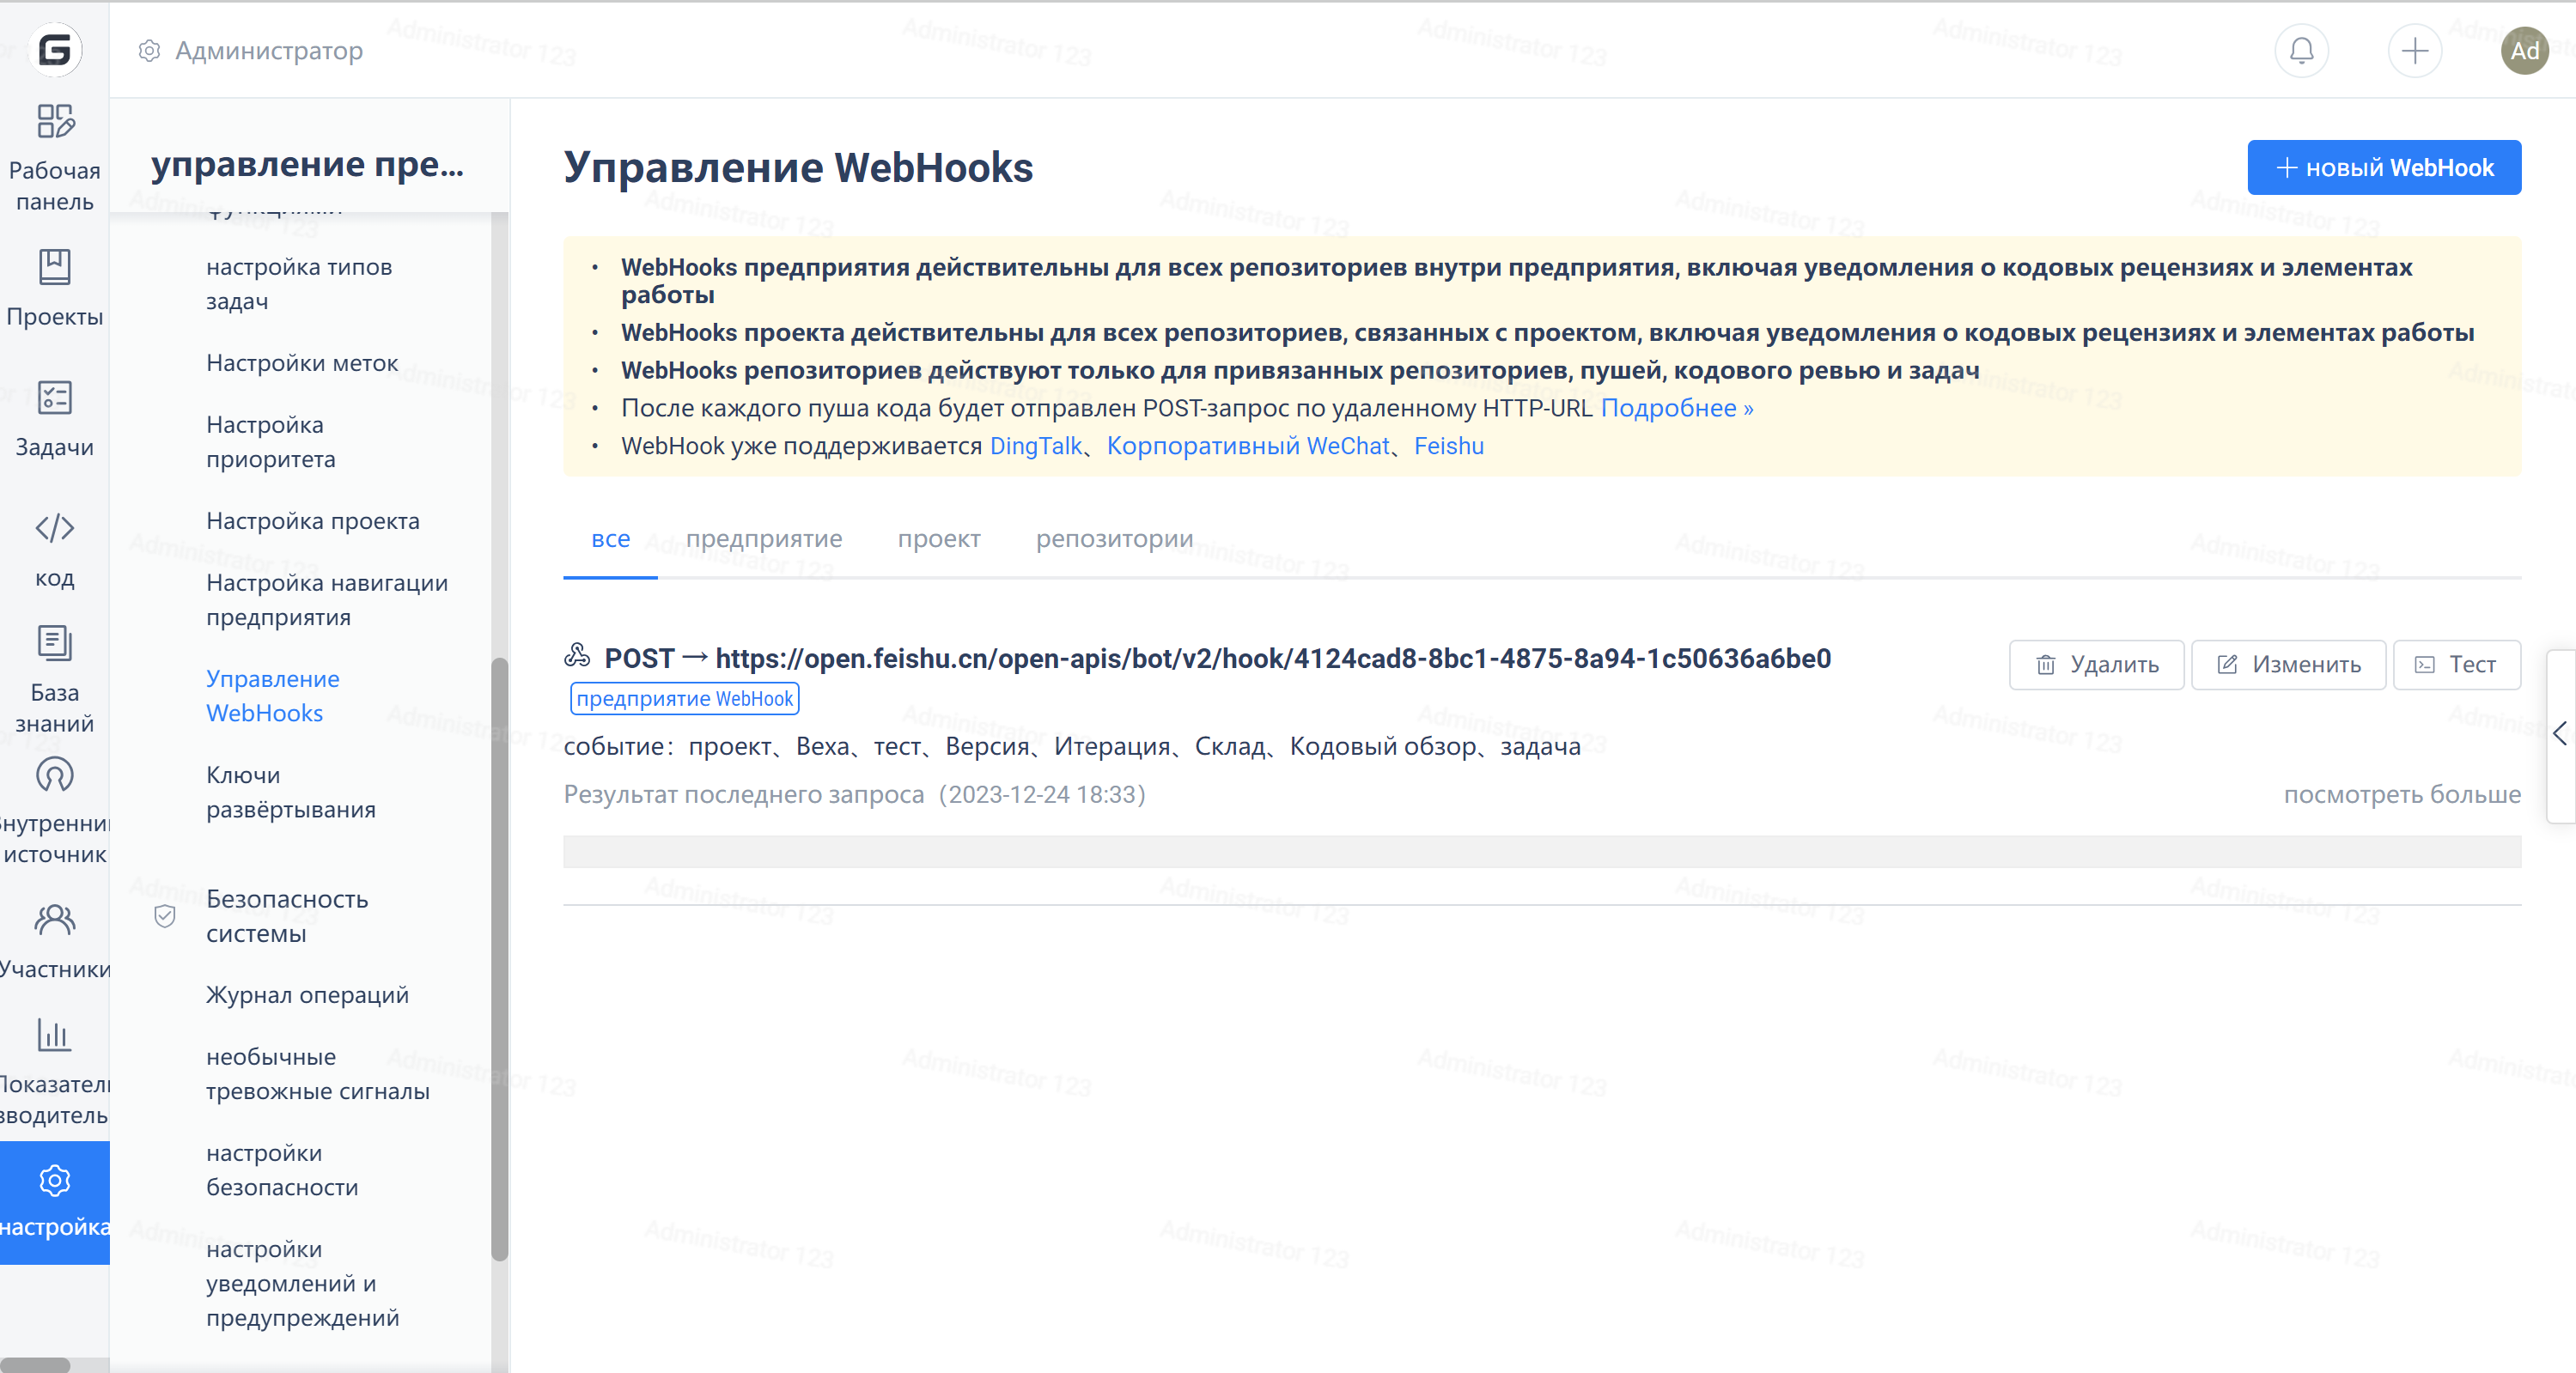 Администратор
Ad
Рабочая
панель
Проекты
Задачи
код
База
знаний
источник
Участники
настройка
управление пре...
настройка типов
задач
Настройки меток
Настройка
приоритета
Настройка проекта
Настройка навигации
предприятия
Управление
WebHooks
Ключи
развёртывания
Безопасность
системы
Журнал операций
необычные
тревожные сигналы
настройки
безопасности
настройки
уведомлений и
предупреждений
Управление WebHooks
новый WebHook
• WebHooks предприятия действительны для всех репозиториев внутри предприятия, включая уведомления о кодовых рецензиях и элементах
работы
• WebHooks проекта действительны для всех репозиториев, связанных с проектом, включая уведомления о кодовых рецензиях и элементах работы
• WebHooks репозиториев действуют только для привязанных репозиториев, пушей, кодового ревью и задач
• После каждого пуша кода будет отправлен POST-запрос по удаленному HTTP-URL Подробнее »
• WebHook уже поддерживается DingTalk、Корпоративный WeChat、Feishu
все предприятие проект репозитории
POST → https://open.feishu.cn/open-apis/bot/v2/hook/4124cad8-8bc1-4875-8a94-1c50636a6be0
Удалить Изменить Тест
предприятие WebHook
событие：проект、Веха、тест、Версия、Итерация、Склад、Кодовый обзор、задача
Результат последнего запроса（2023-12-24 18:33）
посмотреть больше
Administrator 123